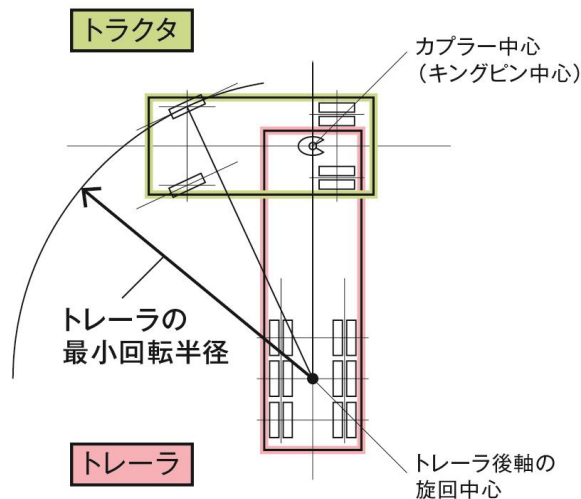 トラクタ
カプラー中心
(キングピン中心)
トレーラの
最小回転半径
トレーラ
トレーラ後軸の
旋回中心